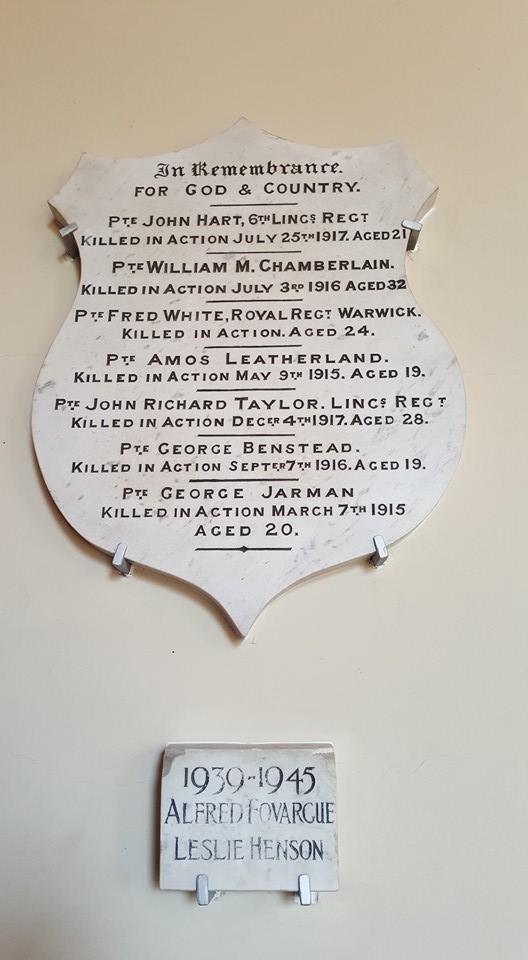 In Remembrance.
FOR GOD & COUNTRY.
PTE JOHN HART, 6TH LINCS REGT
KILLED IN ACTION JULY 25TH 1917. AGED 21
PTE WILLIAM M. CHAMBERLAIN.
KILLED IN ACTION JULY 3RD 1916 AGED 32
PTE FRED WHITE, ROYAL REGT WARWICK.
KILLED IN ACTION. AGED 24.
PTE AMOS LEATHERLAND.
KILLED IN ACTION MAY 9TH 1915. AGED 19.
PTE JOHN RICHARD TAYLOR. LINCS REGT
KILLED IN ACTION DECER 4TH 1917. AGED 28.
PTE GEORGE BENSTEAD.
KILLED IN ACTION SEPTER 7TH 1916. AGED 19.
PTE GEORGE JARMAN
KILLED IN ACTION MARCH 7TH 1915
AGED 20.
1939-1945
ALFRED FOVARGUE
LESLIE HENSON